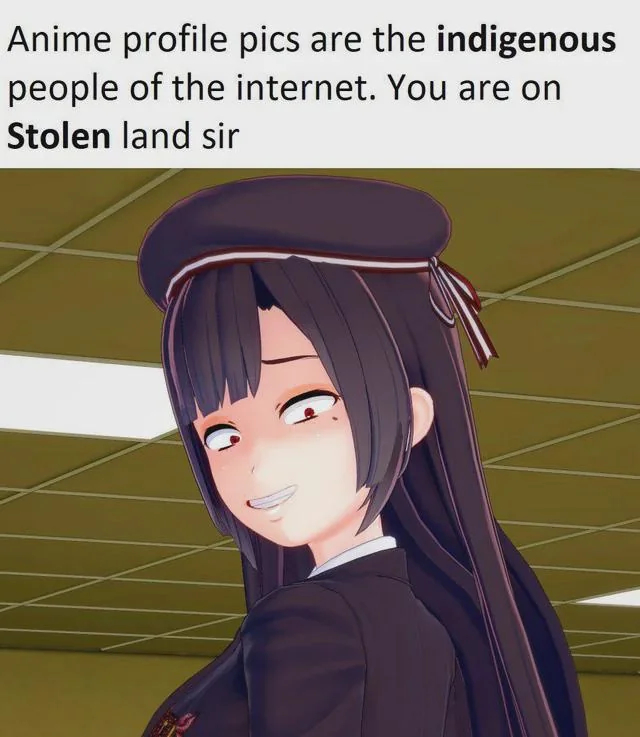 Anime profile pics are the indigenous
people of the internet. You are on
Stolen land sir